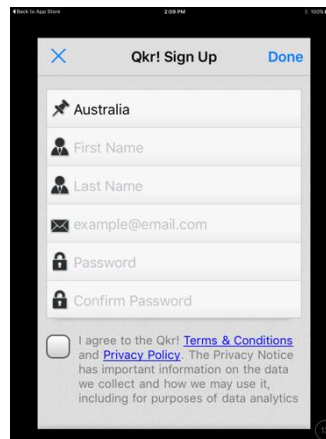 Back to App Store 2:09 PM 100%
Qkr! Sign Up Done
Australia
First Name
Last Name
example@email.com
Password
Confirm Password
I agree to the Qkr! Terms & Conditions
and Privacy Policy. The Privacy Notice
has important information on the data
we collect and how we may use it,
including for purposes of data analytics